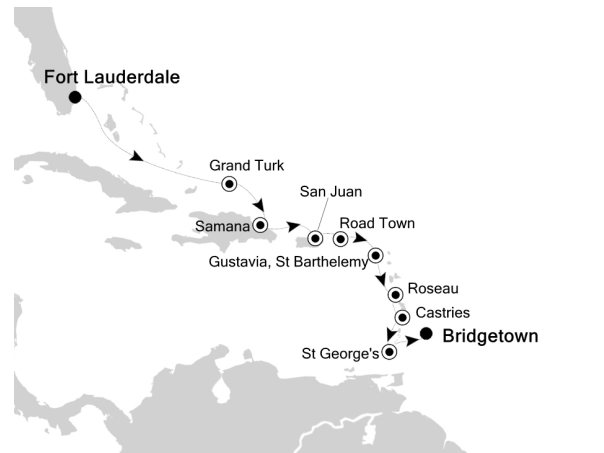 Fort Lauderdale
Grand Turk
San Juan
Samana
Road Town
Gustavia, St Barthelemy
Roseau
Castries
Bridgetown
St George's